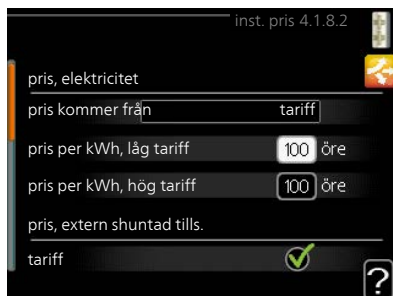 inst. pris 4.1.8.2
pris, elektricitet
pris kommer från tariff
pris per kWh, låg tariff 100 öre
pris per kWh, hög tariff 100 öre
pris, extern shuntad tills.
tariff
?